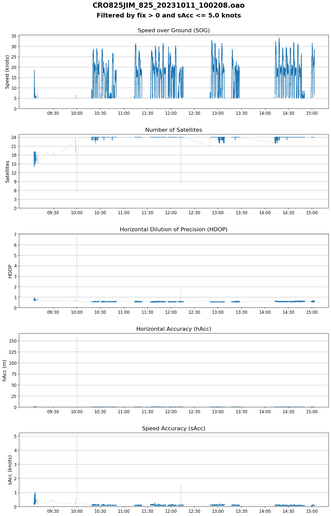 CRO825JIM_825_20231011_100208.oao
Filtered by fix > 0 and sAcc <= 5.0 knots
Speed over Ground (SOG)
Speed (knots)
35
30
25
20
15
10
5
0
09:30 10:00 10:30 11:00 11:30 12:00 12:30 13:00 13:30 14:00 14:30 15:00
Number of Satellites
Satellites
24
21
18
15
12
9
6
3
0
09:30 10:00 10:30 11:00 11:30 12:00 12:30 13:00 13:30 14:00 14:30 15:00
Horizontal Dilution of Precision (HDOP)
HDOP
7
6
5
4
3
2
1
0
09:30 10:00 10:30 11:00 11:30 12:00 12:30 13:00 13:30 14:00 14:30 15:00
Horizontal Accuracy (hAcc)
hAcc (m)
150
125
100
75
50
25
0
09:30 10:00 10:30 11:00 11:30 12:00 12:30 13:00 13:30 14:00 14:30 15:00
Speed Accuracy (sAcc)
sAcc (knots)
5
4
3
2
1
0
09:30 10:00 10:30 11:00 11:30 12:00 12:30 13:00 13:30 14:00 14:30 15:00